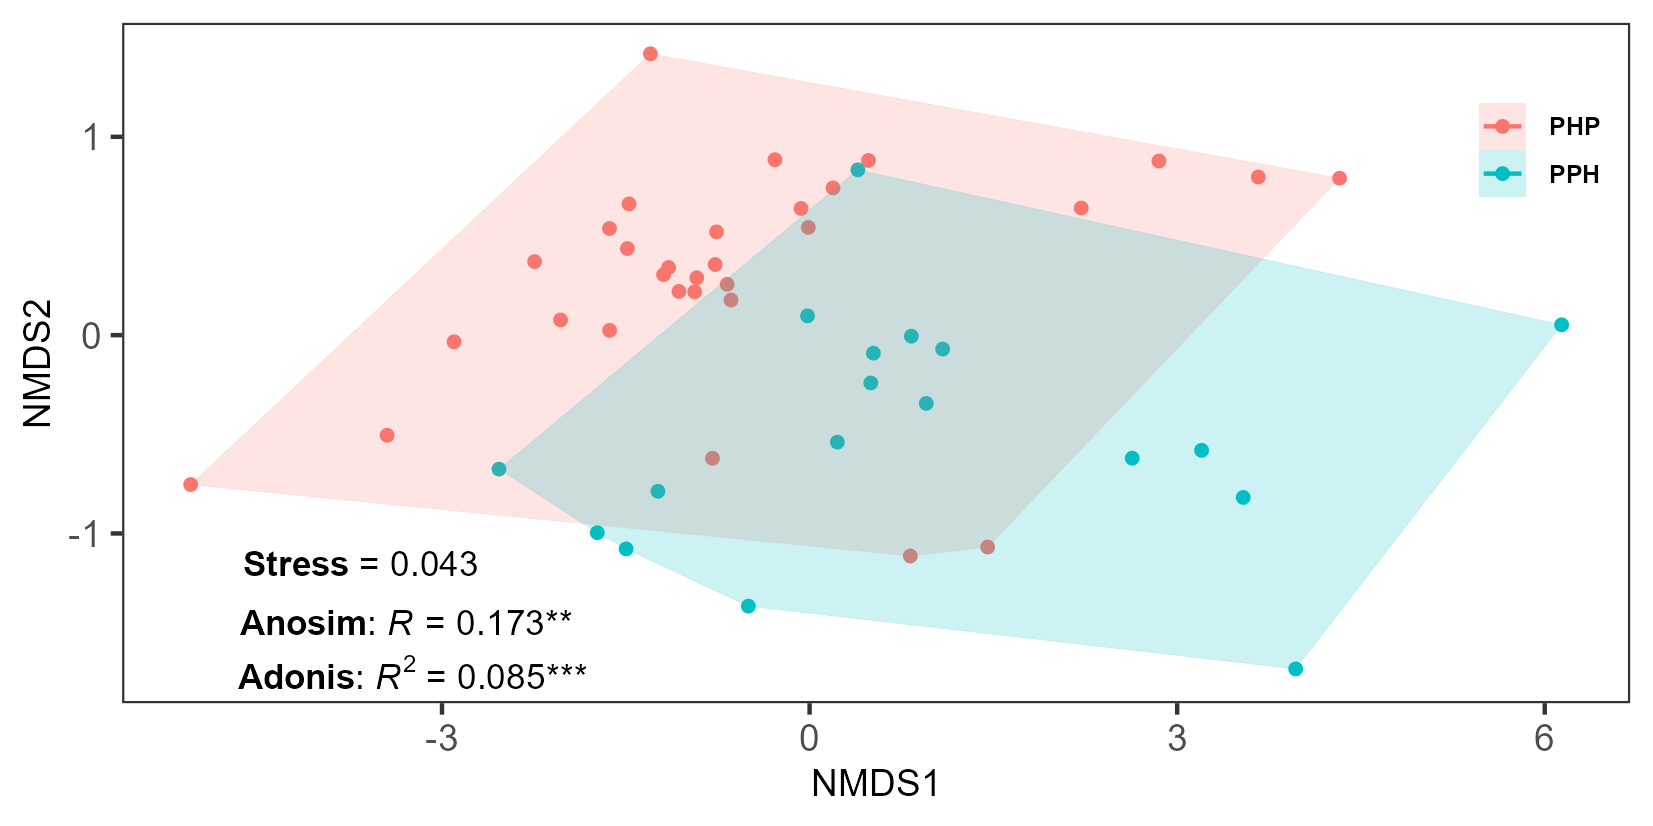 PHP
PPH
1
0
-1
NMDS2
Stress = 0.043
Anosim: R = 0.173**
Adonis: R² = 0.085***
-3 0 3 6
NMDS1